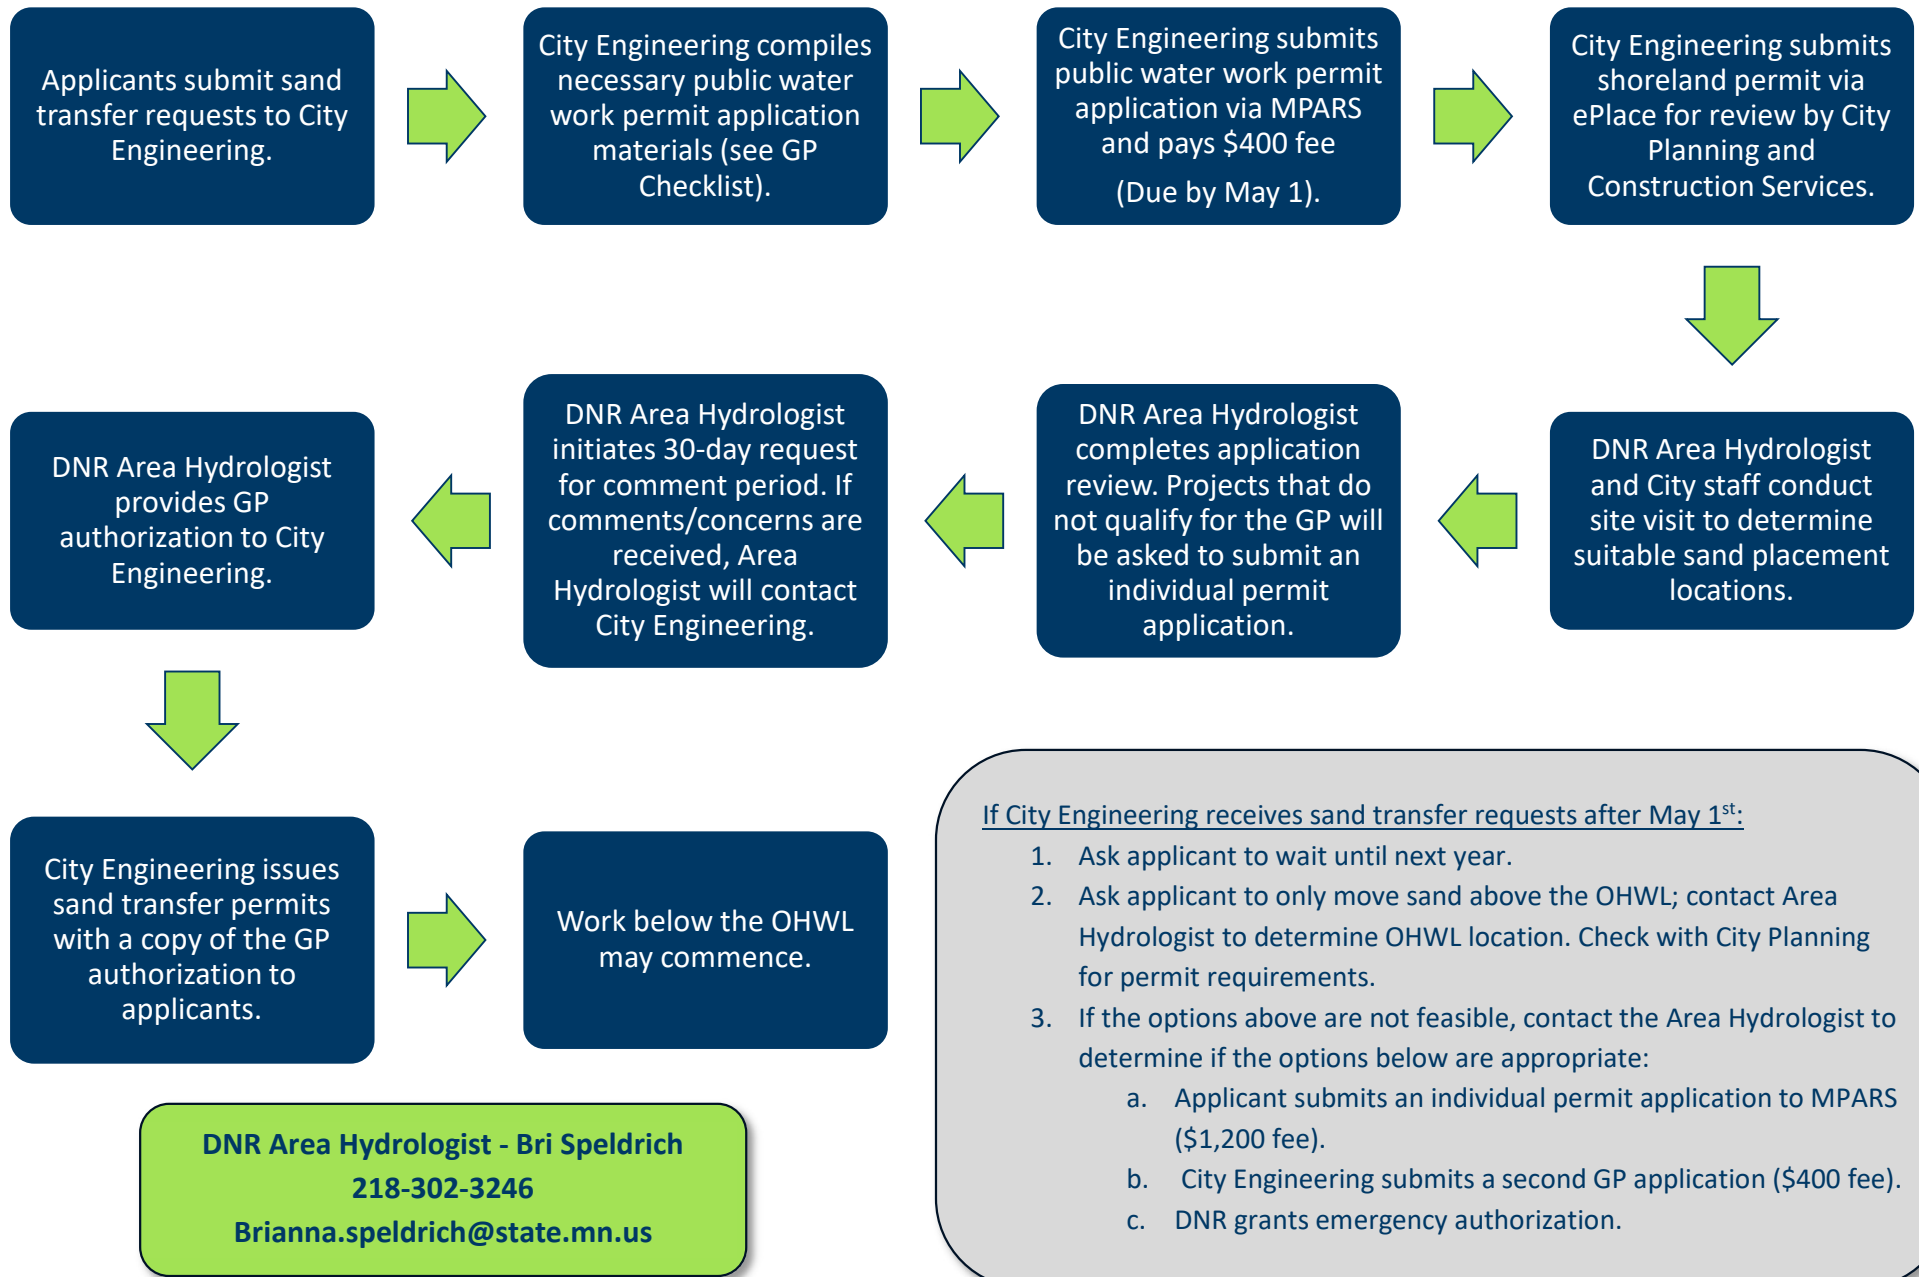 Applicants submit sand
transfer requests to City
Engineering.
City Engineering compiles
necessary public water
work permit application
materials (see GP
Checklist).
City Engineering submits
public water work permit
application via MPARS
and pays $400 fee
(Due by May 1).
City Engineering submits
shoreland permit via
ePlace for review by City
Planning and
Construction Services.
DNR Area Hydrologist
and City staff conduct
site visit to determine
suitable sand placement
locations.
DNR Area Hydrologist
completes application
review. Projects that do
not qualify for the GP will
be asked to submit an
individual permit
application.
DNR Area Hydrologist
initiates 30-day request
for comment period. If
comments/concerns are
received, Area
Hydrologist will contact
City Engineering.
DNR Area Hydrologist
provides GP
authorization to City
Engineering.
City Engineering issues
sand transfer permits
with a copy of the GP
authorization to
applicants.
Work below the OHWL
may commence.
If City Engineering receives sand transfer requests after May 1st:
1. Ask applicant to wait until next year.
2. Ask applicant to only move sand above the OHWL; contact Area
Hydrologist to determine OHWL location. Check with City Planning
for permit requirements.
3. If the options above are not feasible, contact the Area Hydrologist to
determine if the options below are appropriate:
a. Applicant submits an individual permit application to MPARS
($1,200 fee).
b. City Engineering submits a second GP application ($400 fee).
c. DNR grants emergency authorization.
DNR Area Hydrologist - Bri Speldrich
218-302-3246
Brianna.speldrich@state.mn.us